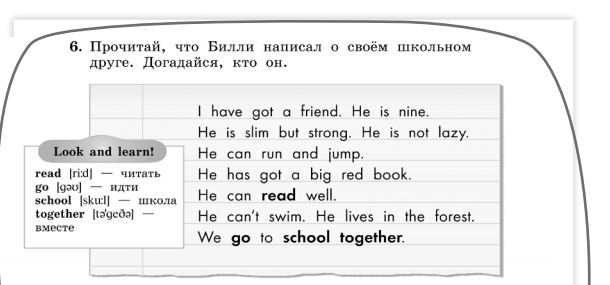 6. Прочитай, что Билли написал о своём школьном
друге. Догадайся, кто он.
I have got a friend. He is nine.
He is slim but strong. He is not lazy.
He can run and jump.
He has got a big red book.
He can read well.
He can't swim. He lives in the forest.
We go to school together.
Look and learn!
read [riːd] — читать
go [gəʊ] — идти
school [skuːl] — школа
together [tə'geðə] —
вместе